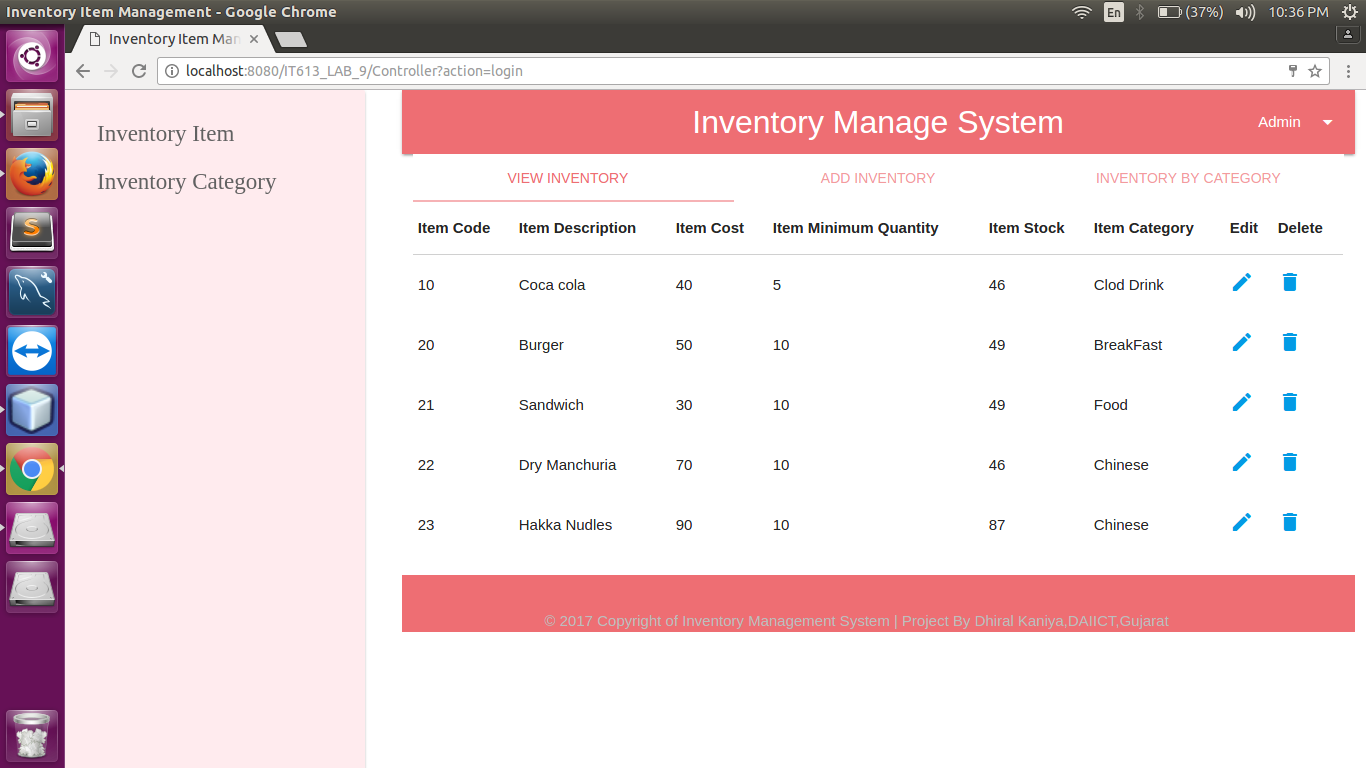 Inventory Item Management - Google Chrome
En
(37%)
10:36 PM
Inventory Item Man
localhost:8080/IT613_LAB_9/Controller?action=login
Inventory Item
Inventory Category
Inventory Manage System
Admin
VIEW INVENTORY ADD INVENTORY INVENTORY BY CATEGORY
Item Code Item Description Item Cost Item Minimum Quantity Item Stock Item Category Edit Delete
10 Coca cola 40 5 46 Clod Drink
20 Burger 50 10 49 BreakFast
21 Sandwich 30 10 49 Food
22 Dry Manchuria 70 10 46 Chinese
23 Hakka Nudles 90 10 87 Chinese
© 2017 Copyright of Inventory Management System | Project By Dhiral Kaniya,DAIICT,Gujarat